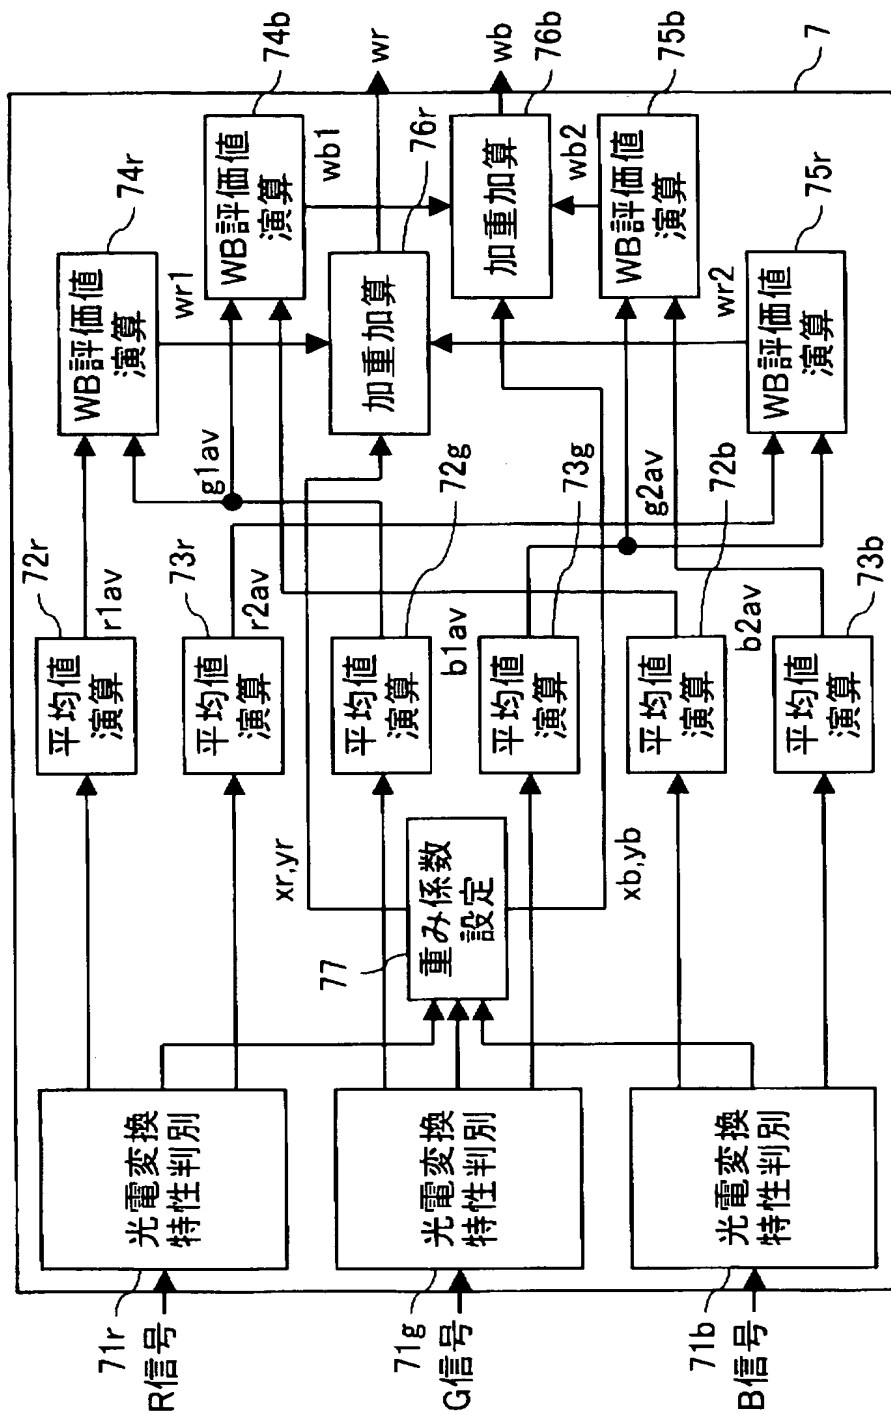 R信号
71r
光電変換
特性判別
G信号
71g
光電変換
特性判別
B信号
71b
光電変換
特性判別
77
重み係数
設定
xr,yr
xb,yb
72r
平均値
演算
r1av
73r
平均値
演算
r2av
72g
平均値
演算
g1av
73g
平均値
演算
g2av
72b
平均値
演算
b1av
73b
平均値
演算
b2av
74r
WB評価値
演算
wr1
74b
WB評価値
演算
wb1
76r
加重加算
wr
76b
加重加算
wb
75b
WB評価値
演算
wb2
75r
WB評価値
演算
wr2
7